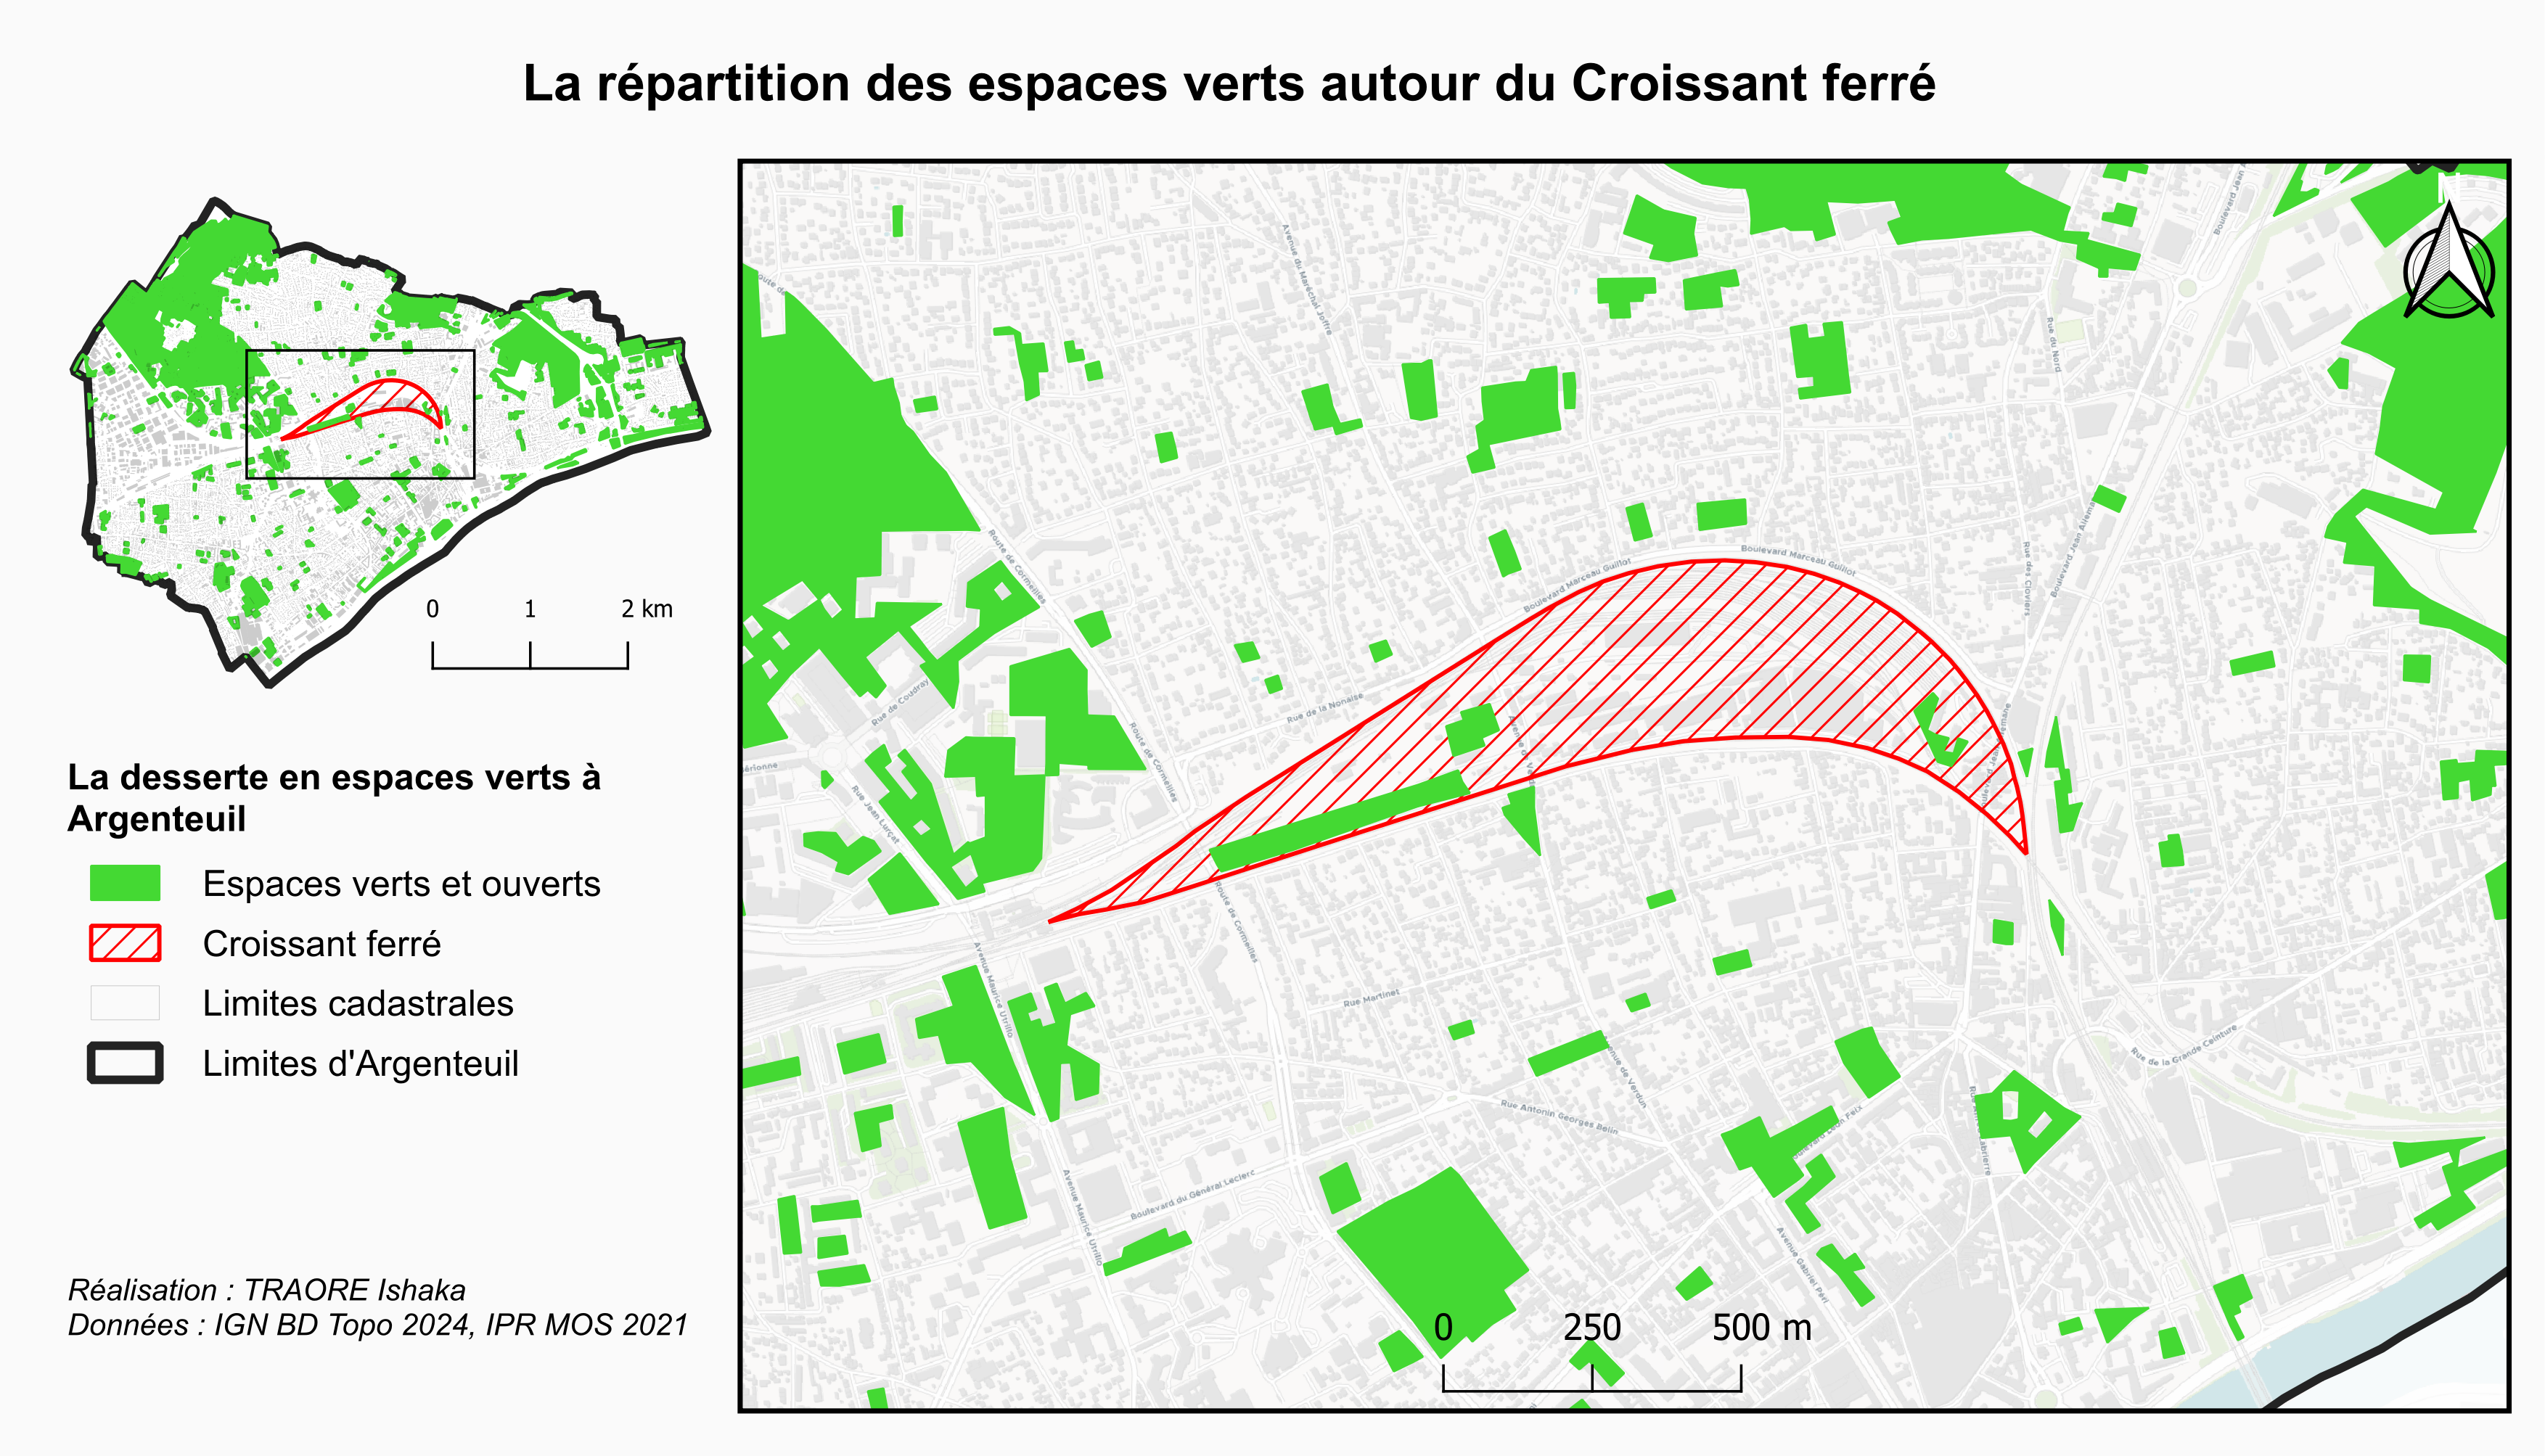 La répartition des espaces verts autour du Croissant ferré
0 1 2 km
La desserte en espaces verts à
Argenteuil
Espaces verts et ouverts
Croissant ferré
Limites cadastrales
Limites d'Argenteuil
Réalisation : TRAORE Ishaka
Données : IGN BD Topo 2024, IPR MOS 2021
Avenue du Maréchal Joffre
Boulevard Jean
Rue du Nord
N
Route de Cormeilles
Boulevard Marceau Guillot
Boulevard Marceau Guillot
Rue des Cloviers
Boulevard Jean Allemane
Rue de Coudray
Rue de la Nonaise
Route de Cormeilles
Rue Jean Lurçat
Route de Cormeilles
Avenue Maurice Utrillo
Rue Martinet
Avenue de Verdun
Rue Antonin Georges Belin
Boulevard Léon Feix
Rue de la Grande Ceinture
Boulevard du Général Leclerc
Avenue Maurice Utrillo
Avenue Gabriel Péri
0 250 500 m